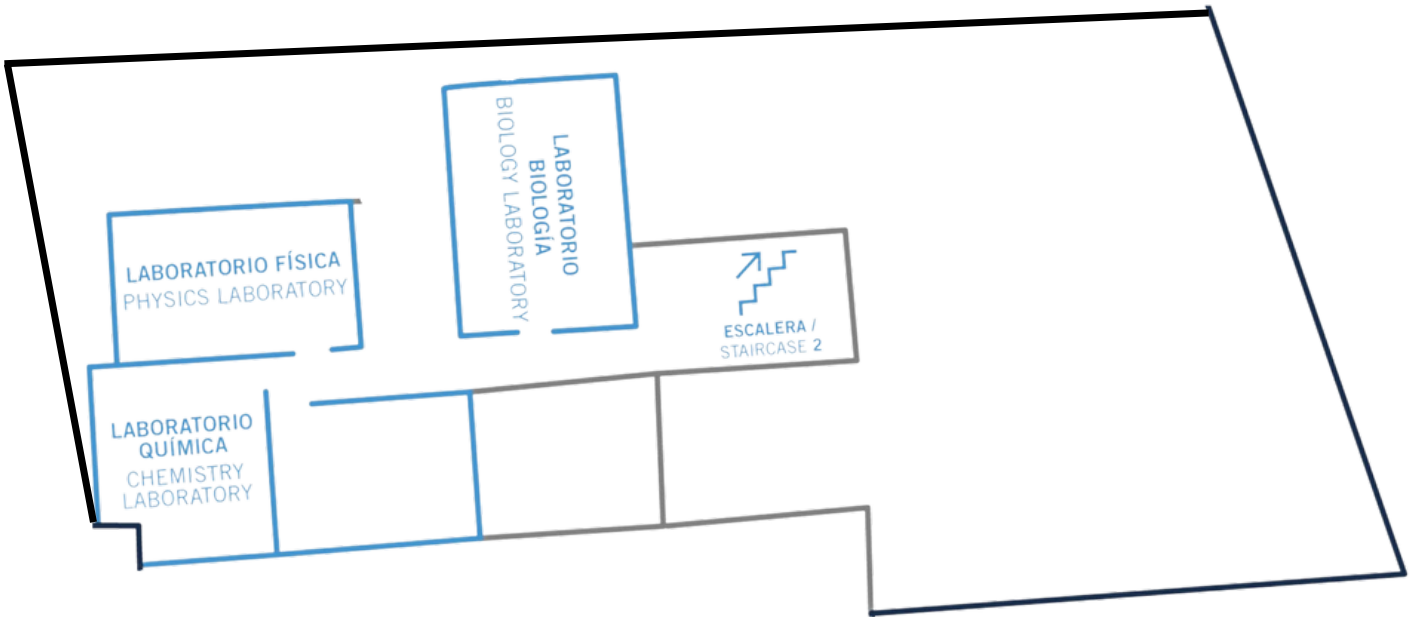 LABORATORIO
BIOLOGÍA
BIOLOGY LABORATORY
LABORATORIO FÍSICA
PHYSICS LABORATORY
ESCALERA /
STAIRCASE 2
LABORATORIO
QUÍMICA
CHEMISTRY
LABORATORY